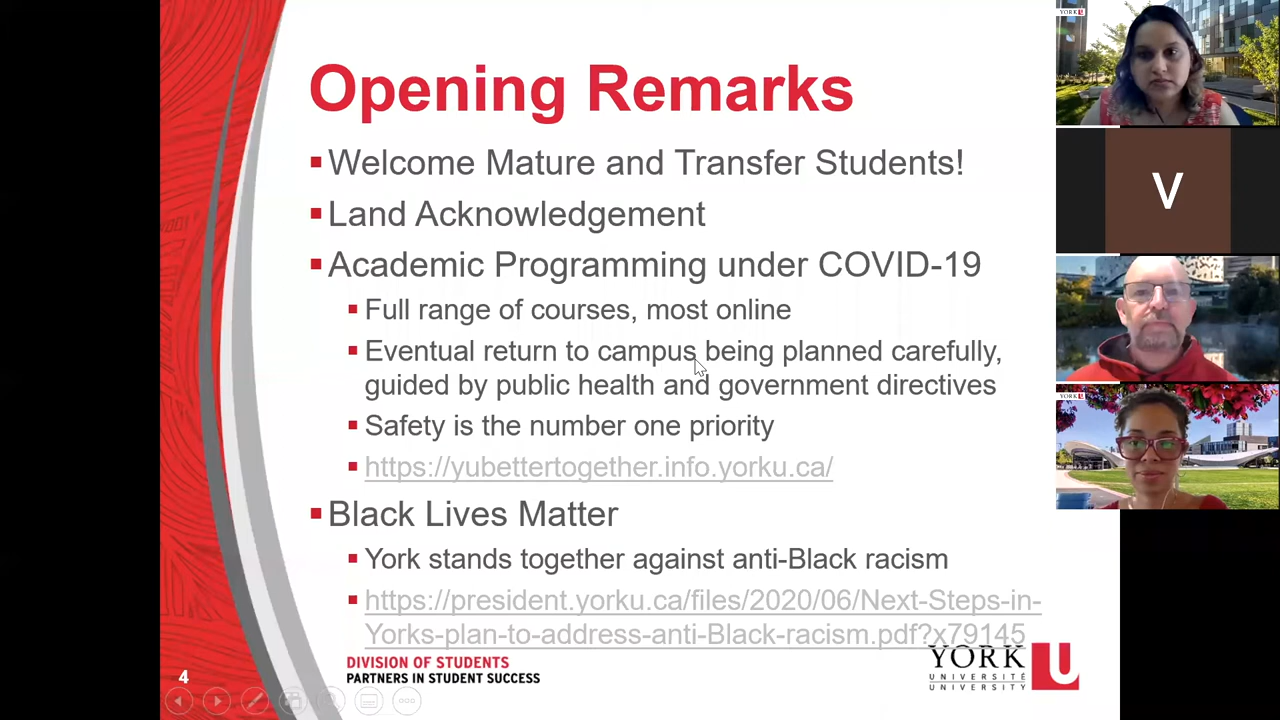 Opening Remarks
Welcome Mature and Transfer Students!
Land Acknowledgement
Academic Programming under COVID-19
Full range of courses, most online
Eventual return to campus being planned carefully,
guided by public health and government directives
Safety is the number one priority
https://yubettertogether.info.yorku.ca/
Black Lives Matter
York stands together against anti-Black racism
https://president.yorku.ca/files/2020/06/Next-Steps-in-
Yorks-plan-to-address-anti-Black-racism.pdf?x79145
4
DIVISION OF STUDENTS
PARTNERS IN STUDENT SUCCESS
YORK U
UNIVERSITÉ
UNIVERSITY
YORK U
V
YORK U